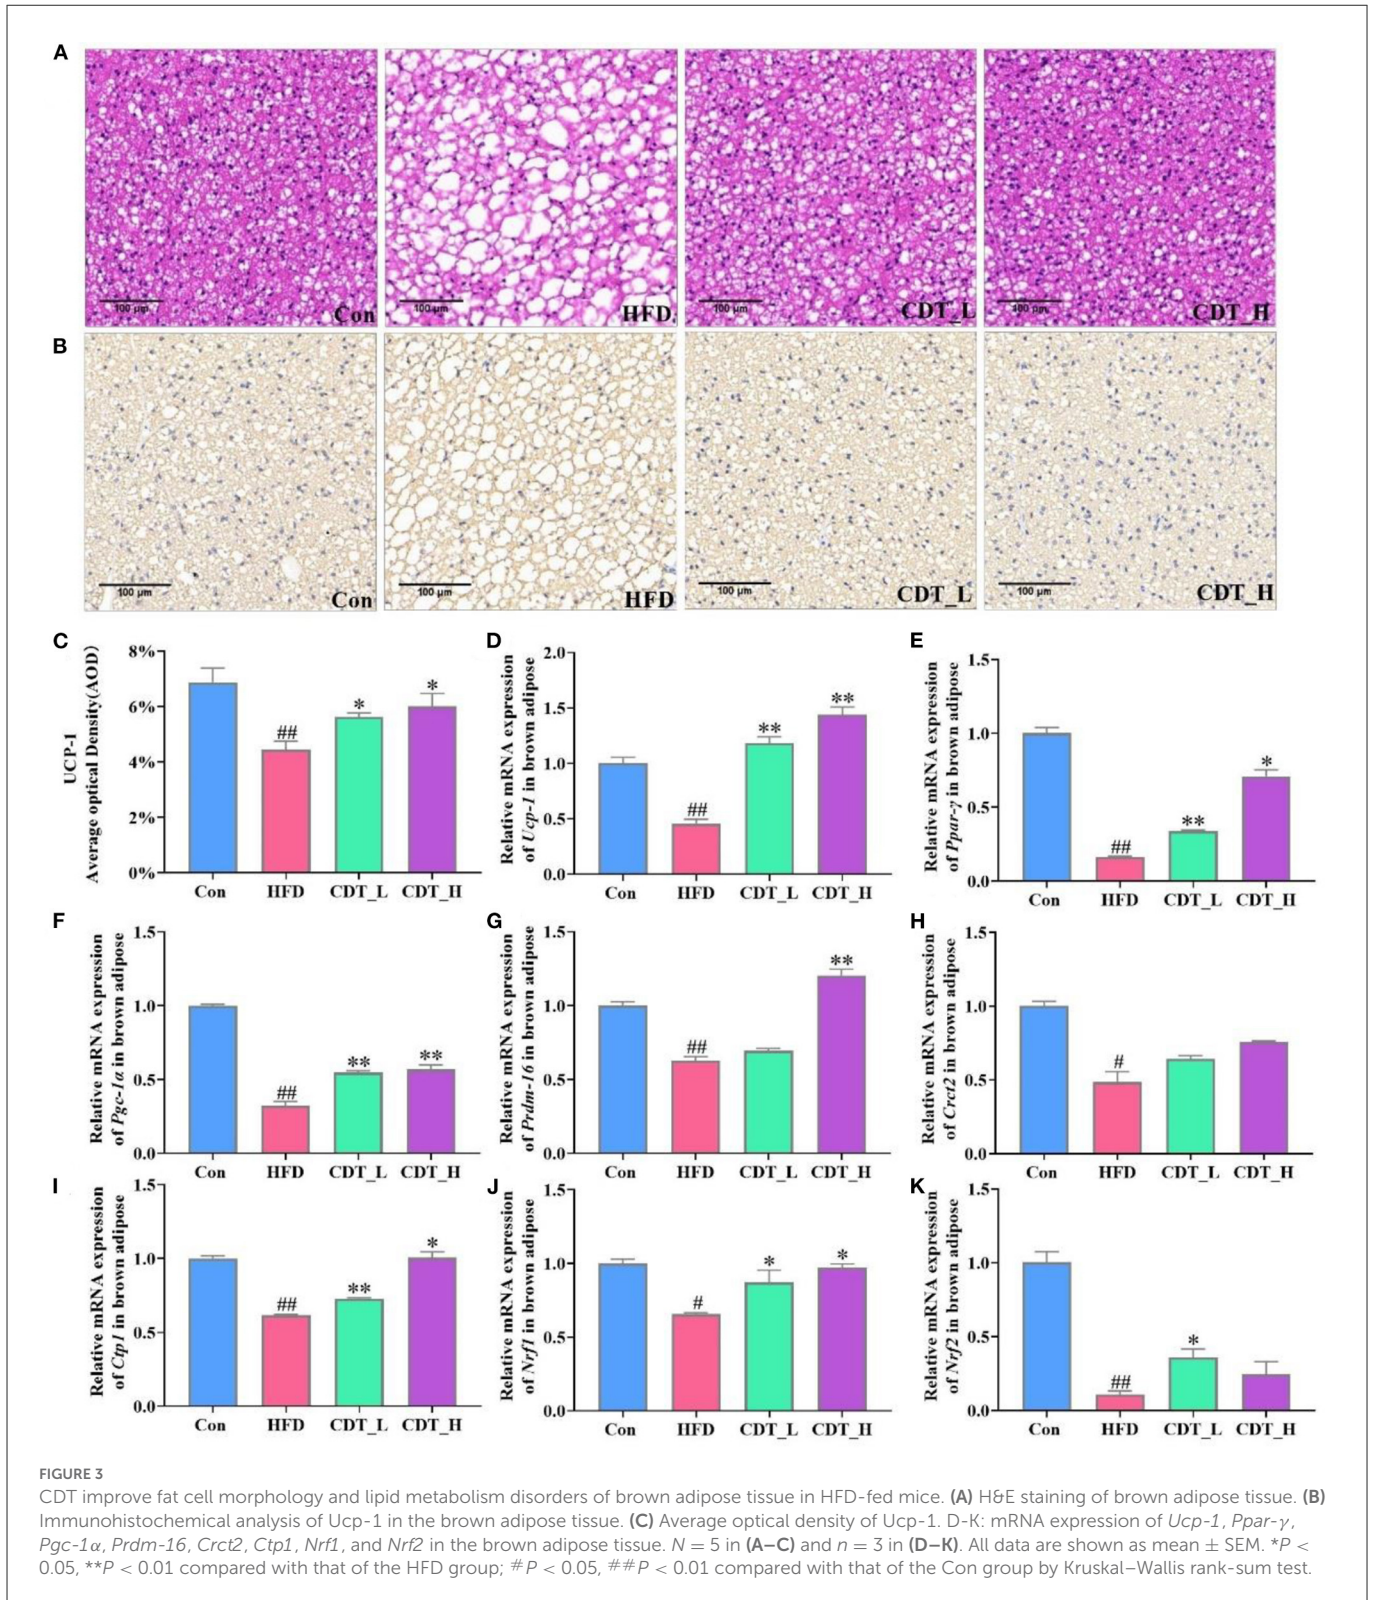 A
100 µm
Con
100 µm
HFD
100 µm
CDT_L
100 µm
CDT_H
B
100 µm
Con
100 µm
HFD
100 µm
CDT_L
100 µm
CDT_H
C
UCP-1
Average optical Density(AOD)
8%
6%
4%
2%
0%
##
*
*
Con
HFD
CDT_L
CDT_H
D
Relative mRNA expression
of Ucp-1 in brown adipose
2.0
1.5
1.0
0.5
0.0
##
**
**
Con
HFD
CDT_L
CDT_H
E
Relative mRNA expression
of Ppar-γ in brown adipose
1.5
1.0
0.5
0.0
##
**
*
Con
HFD
CDT_L
CDT_H
F
Relative mRNA expression
of Pgc-1α in brown adipose
1.5
1.0
0.5
0.0
##
**
**
Con
HFD
CDT_L
CDT_H
G
Relative mRNA expression
of Prdm-16 in brown adipose
1.5
1.0
0.5
0.0
##
**
Con
HFD
CDT_L
CDT_H
H
Relative mRNA expression
of Crct2 in brown adipose
1.5
1.0
0.5
0.0
#
Con
HFD
CDT_L
CDT_H
I
Relative mRNA expression
of Ctp1 in brown adipose
1.5
1.0
0.5
0.0
##
**
*
Con
HFD
CDT_L
CDT_H
J
Relative mRNA expression
of Nrf1 in brown adipose
1.5
1.0
0.5
0.0
#
*
*
Con
HFD
CDT_L
CDT_H
K
Relative mRNA expression
of Nrf2 in brown adipose
1.5
1.0
0.5
0.0
##
*
Con
HFD
CDT_L
CDT_H
FIGURE 3
CDT improve fat cell morphology and lipid metabolism disorders of brown adipose tissue in HFD-fed mice. (A) H&E staining of brown adipose tissue. (B)
Immunohistochemical analysis of Ucp-1 in the brown adipose tissue. (C) Average optical density of Ucp-1. D-K: mRNA expression of Ucp-1, Ppar-γ,
Pgc-1α, Prdm-16, Crct2, Ctp1, Nrf1, and Nrf2 in the brown adipose tissue. N = 5 in (A–C) and n = 3 in (D–K). All data are shown as mean ± SEM. *P <
0.05, **P < 0.01 compared with that of the HFD group; #P < 0.05, ##P < 0.01 compared with that of the Con group by Kruskal–Wallis rank-sum test.